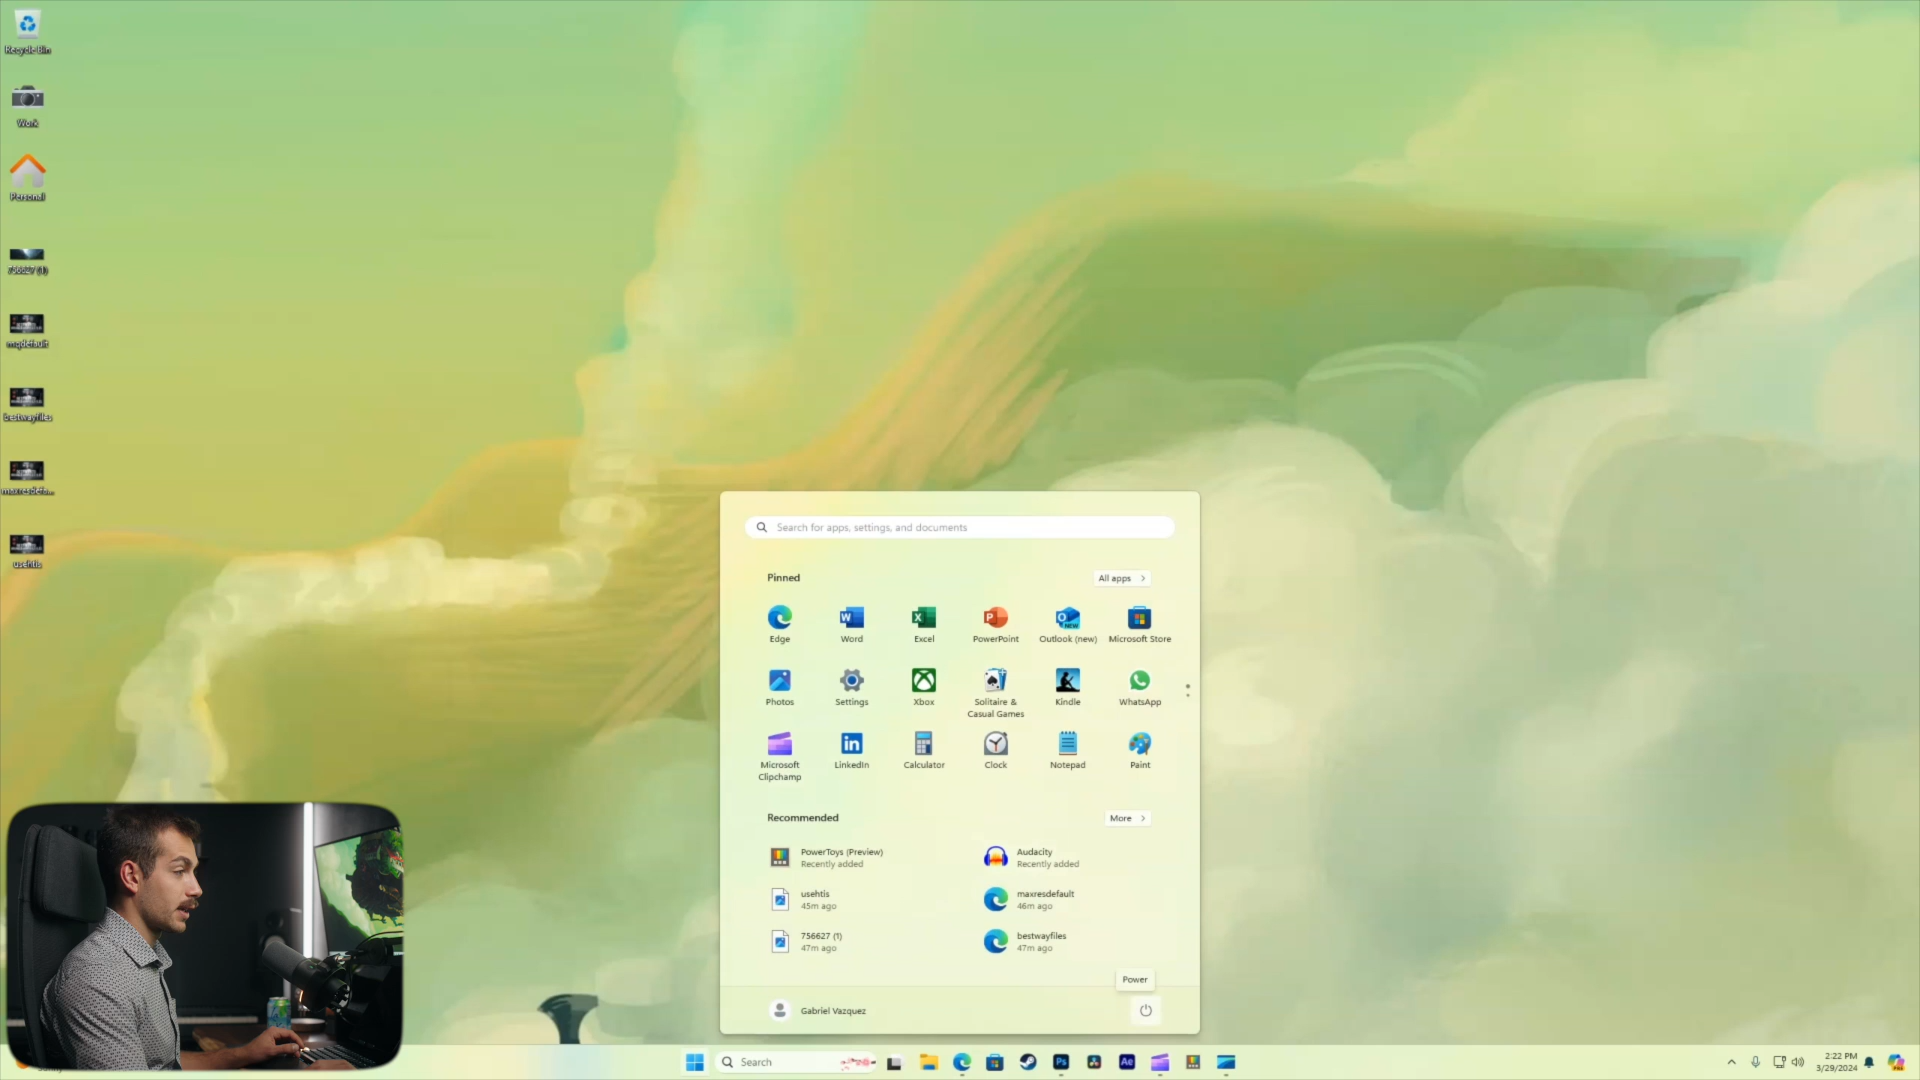 Recycle Bin
Work
Personal
756627 (1)
mqdefault
bestwayfiles
maxresdefa...
usehtis
Search for apps, settings, and documents
Pinned
All apps
Edge
Word
Excel
PowerPoint
Outlook (new)
Microsoft Store
Photos
Settings
Xbox
Solitaire &
Casual Games
Kindle
WhatsApp
Microsoft
Clipchamp
LinkedIn
Calculator
Clock
Notepad
Paint
Recommended
More
PowerToys (Preview)
Recently added
Audacity
Recently added
usehtis
45m ago
maxresdefault
46m ago
756627 (1)
47m ago
bestwayfiles
47m ago
Power
Gabriel Vazquez
Search
2:22 PM
3/29/2024